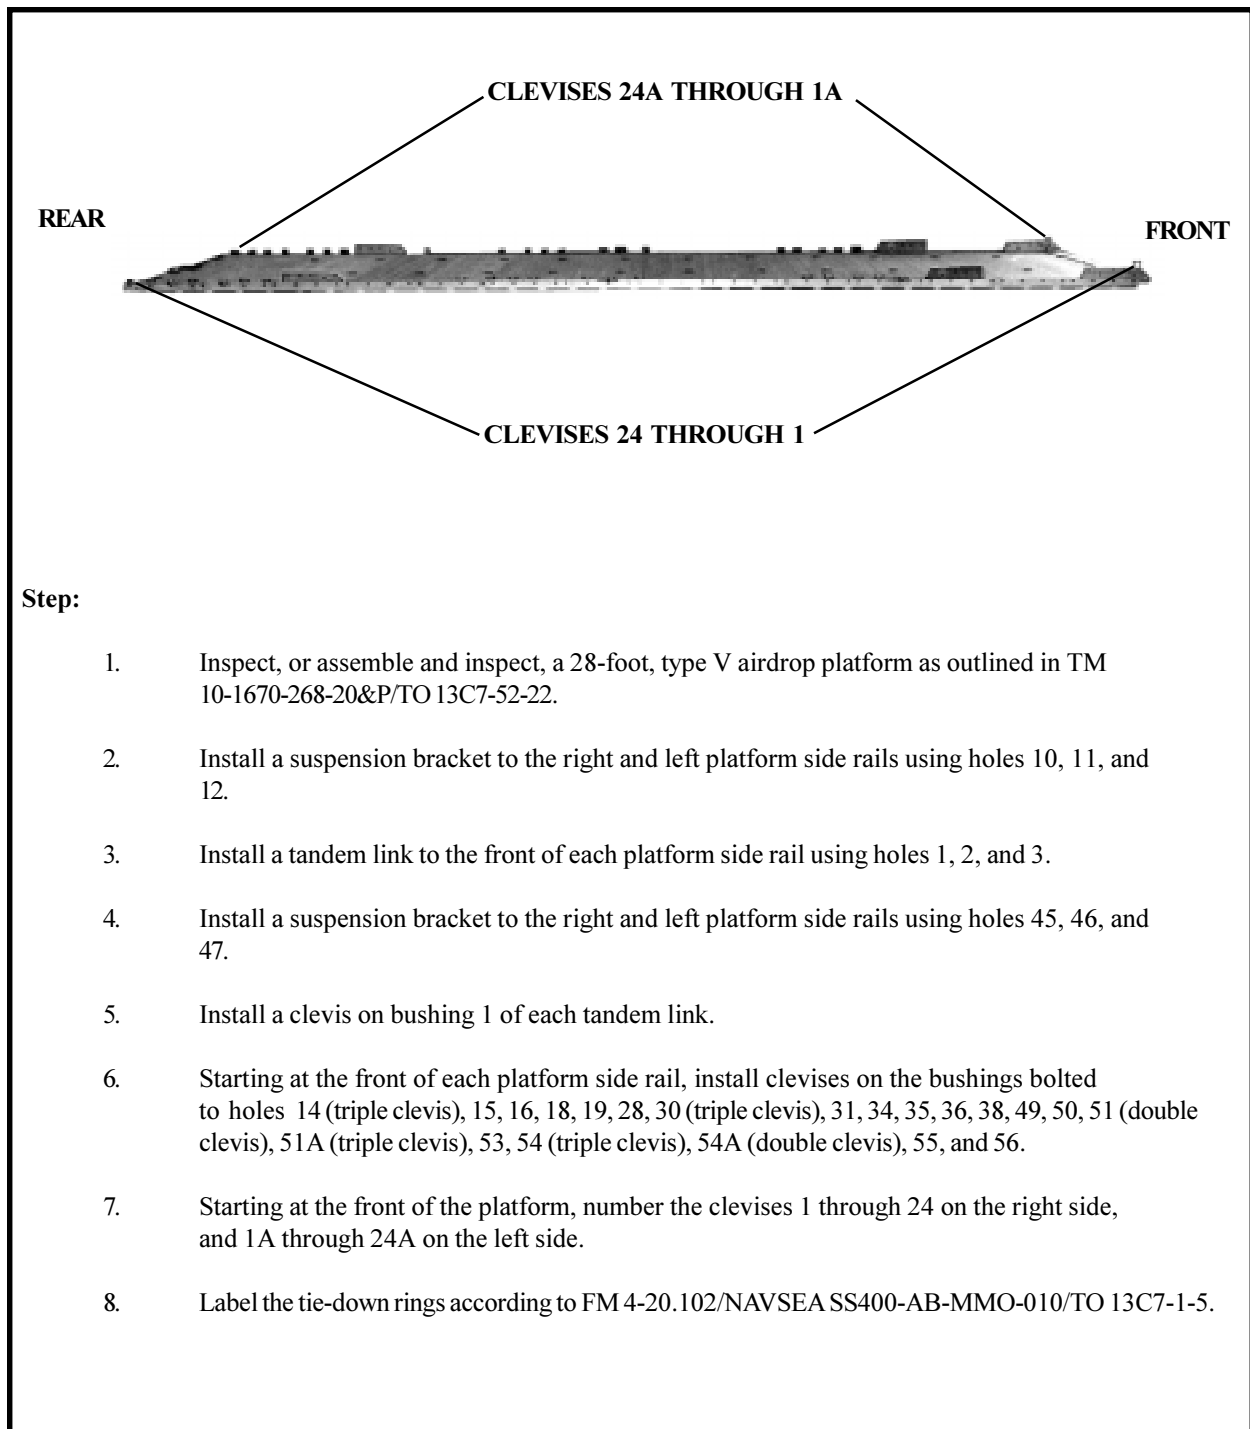 CLEVISES 24A THROUGH 1A
REAR
FRONT
CLEVISES 24 THROUGH 1
Step:
1. Inspect, or assemble and inspect, a 28-foot, type V airdrop platform as outlined in TM
10-1670-268-20&P/TO 13C7-52-22.
2. Install a suspension bracket to the right and left platform side rails using holes 10, 11, and
12.
3. Install a tandem link to the front of each platform side rail using holes 1, 2, and 3.
4. Install a suspension bracket to the right and left platform side rails using holes 45, 46, and
47.
5. Install a clevis on bushing 1 of each tandem link.
6. Starting at the front of each platform side rail, install clevises on the bushings bolted
to holes 14 (triple clevis), 15, 16, 18, 19, 28, 30 (triple clevis), 31, 34, 35, 36, 38, 49, 50, 51 (double
clevis), 51A (triple clevis), 53, 54 (triple clevis), 54A (double clevis), 55, and 56.
7. Starting at the front of the platform, number the clevises 1 through 24 on the right side,
and 1A through 24A on the left side.
8. Label the tie-down rings according to FM 4-20.102/NAVSEA SS400-AB-MMO-010/TO 13C7-1-5.